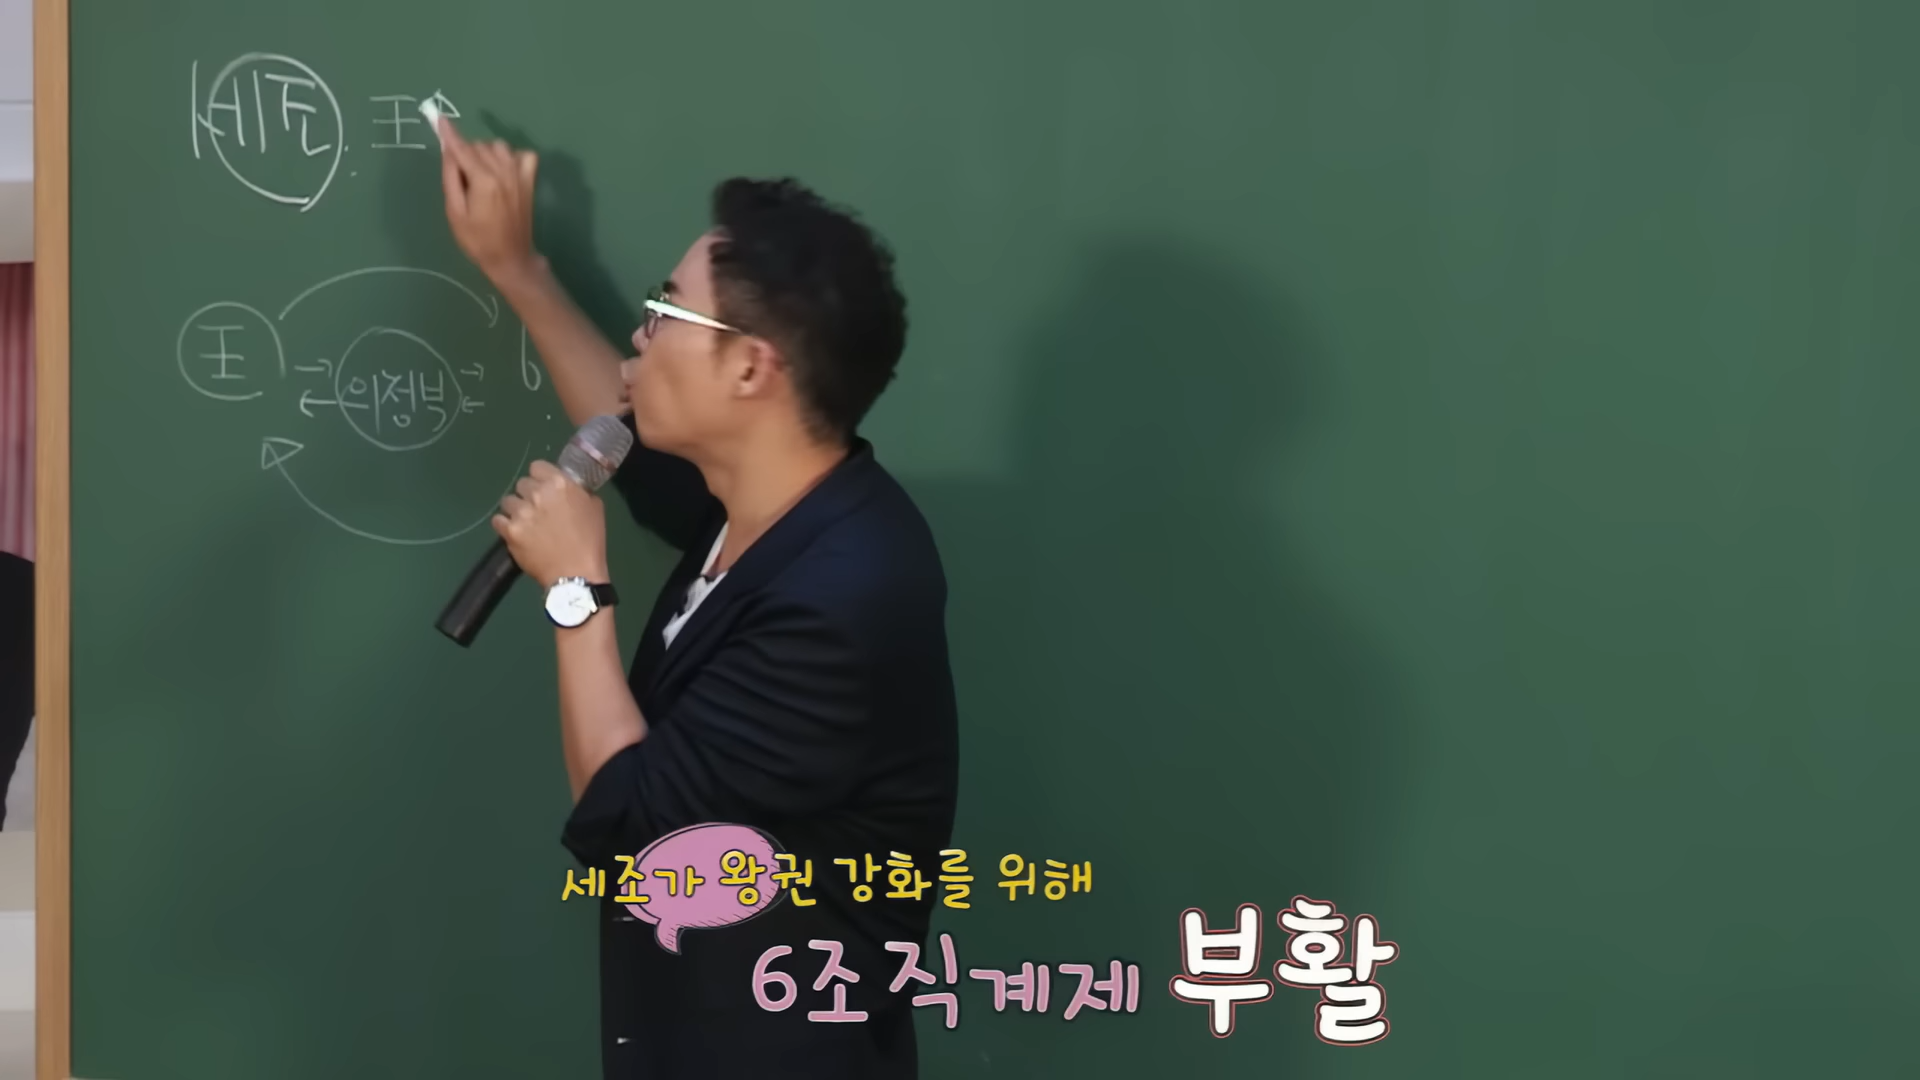 세조 王
王 의정부 6
세조가 왕권 강화를 위해
6조 직계제 부활